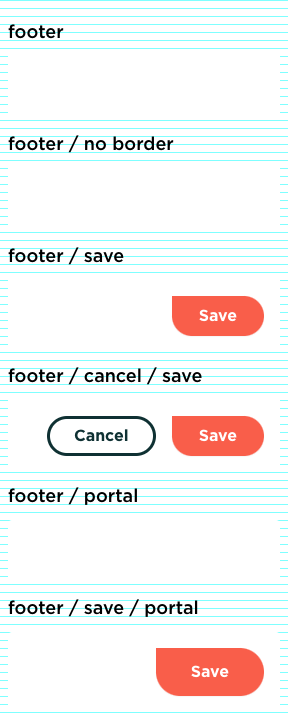 footer
footer / no border
footer / save
Save
footer / cancel / save
Cancel Save
footer / portal
footer / save / portal
Save